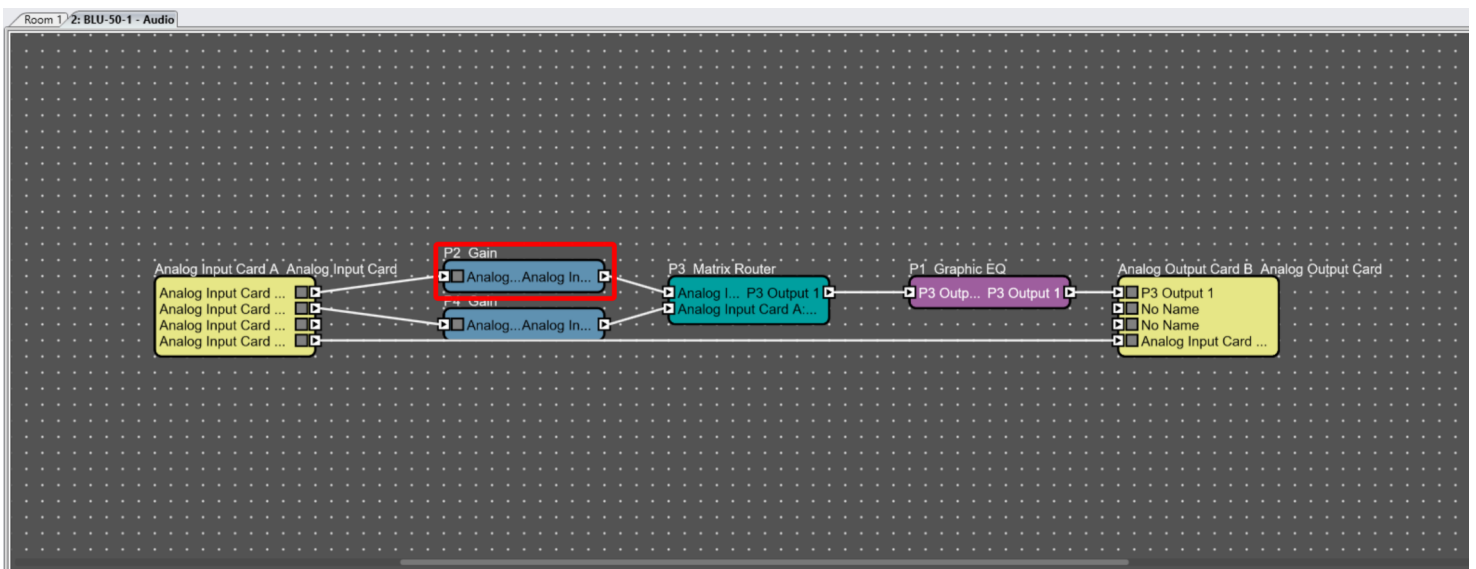 Room 1
2: BLU-50-1 - Audio
Analog Input Card A Analog Input Card
Analog Input Card ...
Analog Input Card ...
Analog Input Card ...
Analog Input Card ...
P2 Gain
Analog...Analog In...
P4 Gain
Analog...Analog In...
P3 Matrix Router
Analog I... P3 Output 1
Analog Input Card A:...
P1 Graphic EQ
P3 Outp... P3 Output 1
Analog Output Card B Analog Output Card
P3 Output 1
No Name
No Name
Analog Input Card ...